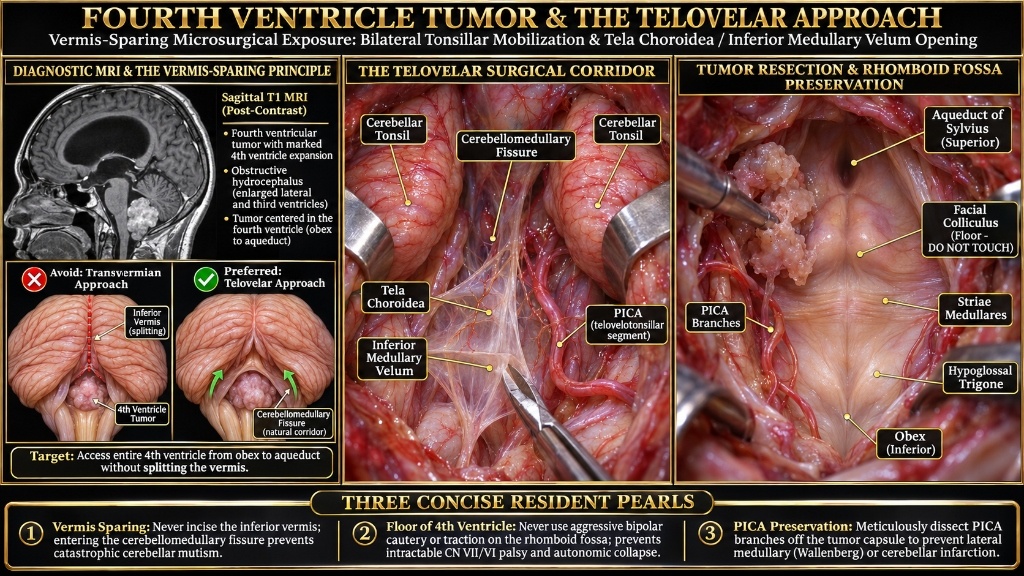 FOURTH VENTRICLE TUMOR & THE TELOVELAR APPROACH
Vermis-Sparing Microsurgical Exposure: Bilateral Tonsillar Mobilization & Tela Choroidea / Inferior Medullary Velum Opening
DIAGNOSTIC MRI & THE VERMIS-SPARING PRINCIPLE
Sagittal T1 MRI
(Post-Contrast)
• Fourth ventricular
tumor with marked
4th ventricle expansion
• Obstructive
hydrocephalus
(enlarged lateral
and third ventricles)
• Tumor centered in the
fourth ventricle (obex
to aqueduct)
Avoid: Transvermian
Approach
Inferior
Vermis
(splitting)
4th Ventricle
Tumor
Preferred:
Telovelar Approach
Cerebellomedullary
Fissure
(natural corridor)
Target: Access entire 4th ventricle from obex to aqueduct
without splitting the vermis.
THE TELOVELAR SURGICAL CORRIDOR
Cerebellar
Tonsil
Cerebellomedullary
Fissure
Cerebellar
Tonsil
Tela
Choroidea
PICA
(telovelotonsillar
segment)
Inferior
Medullary
Velum
TUMOR RESECTION & RHOMBOID FOSSA
PRESERVATION
Aqueduct of
Sylvius
(Superior)
Facial
Colliculus
(Floor -
DO NOT TOUCH)
PICA
Branches
Striae
Medullares
Hypoglossal
Trigone
Obex
(Inferior)
THREE CONCISE RESIDENT PEARLS
1 Vermis Sparing: Never incise the inferior vermis;
entering the cerebellomedullary fissure prevents
catastrophic cerebellar mutism.
2 Floor of 4th Ventricle: Never use aggressive bipolar
cautery or traction on the rhomboid fossa; prevents
intractable CN VII/VI palsy and autonomic collapse.
3 PICA Preservation: Meticulously dissect PICA
branches off the tumor capsule to prevent lateral
medullary (Wallenberg) or cerebellar infarction.